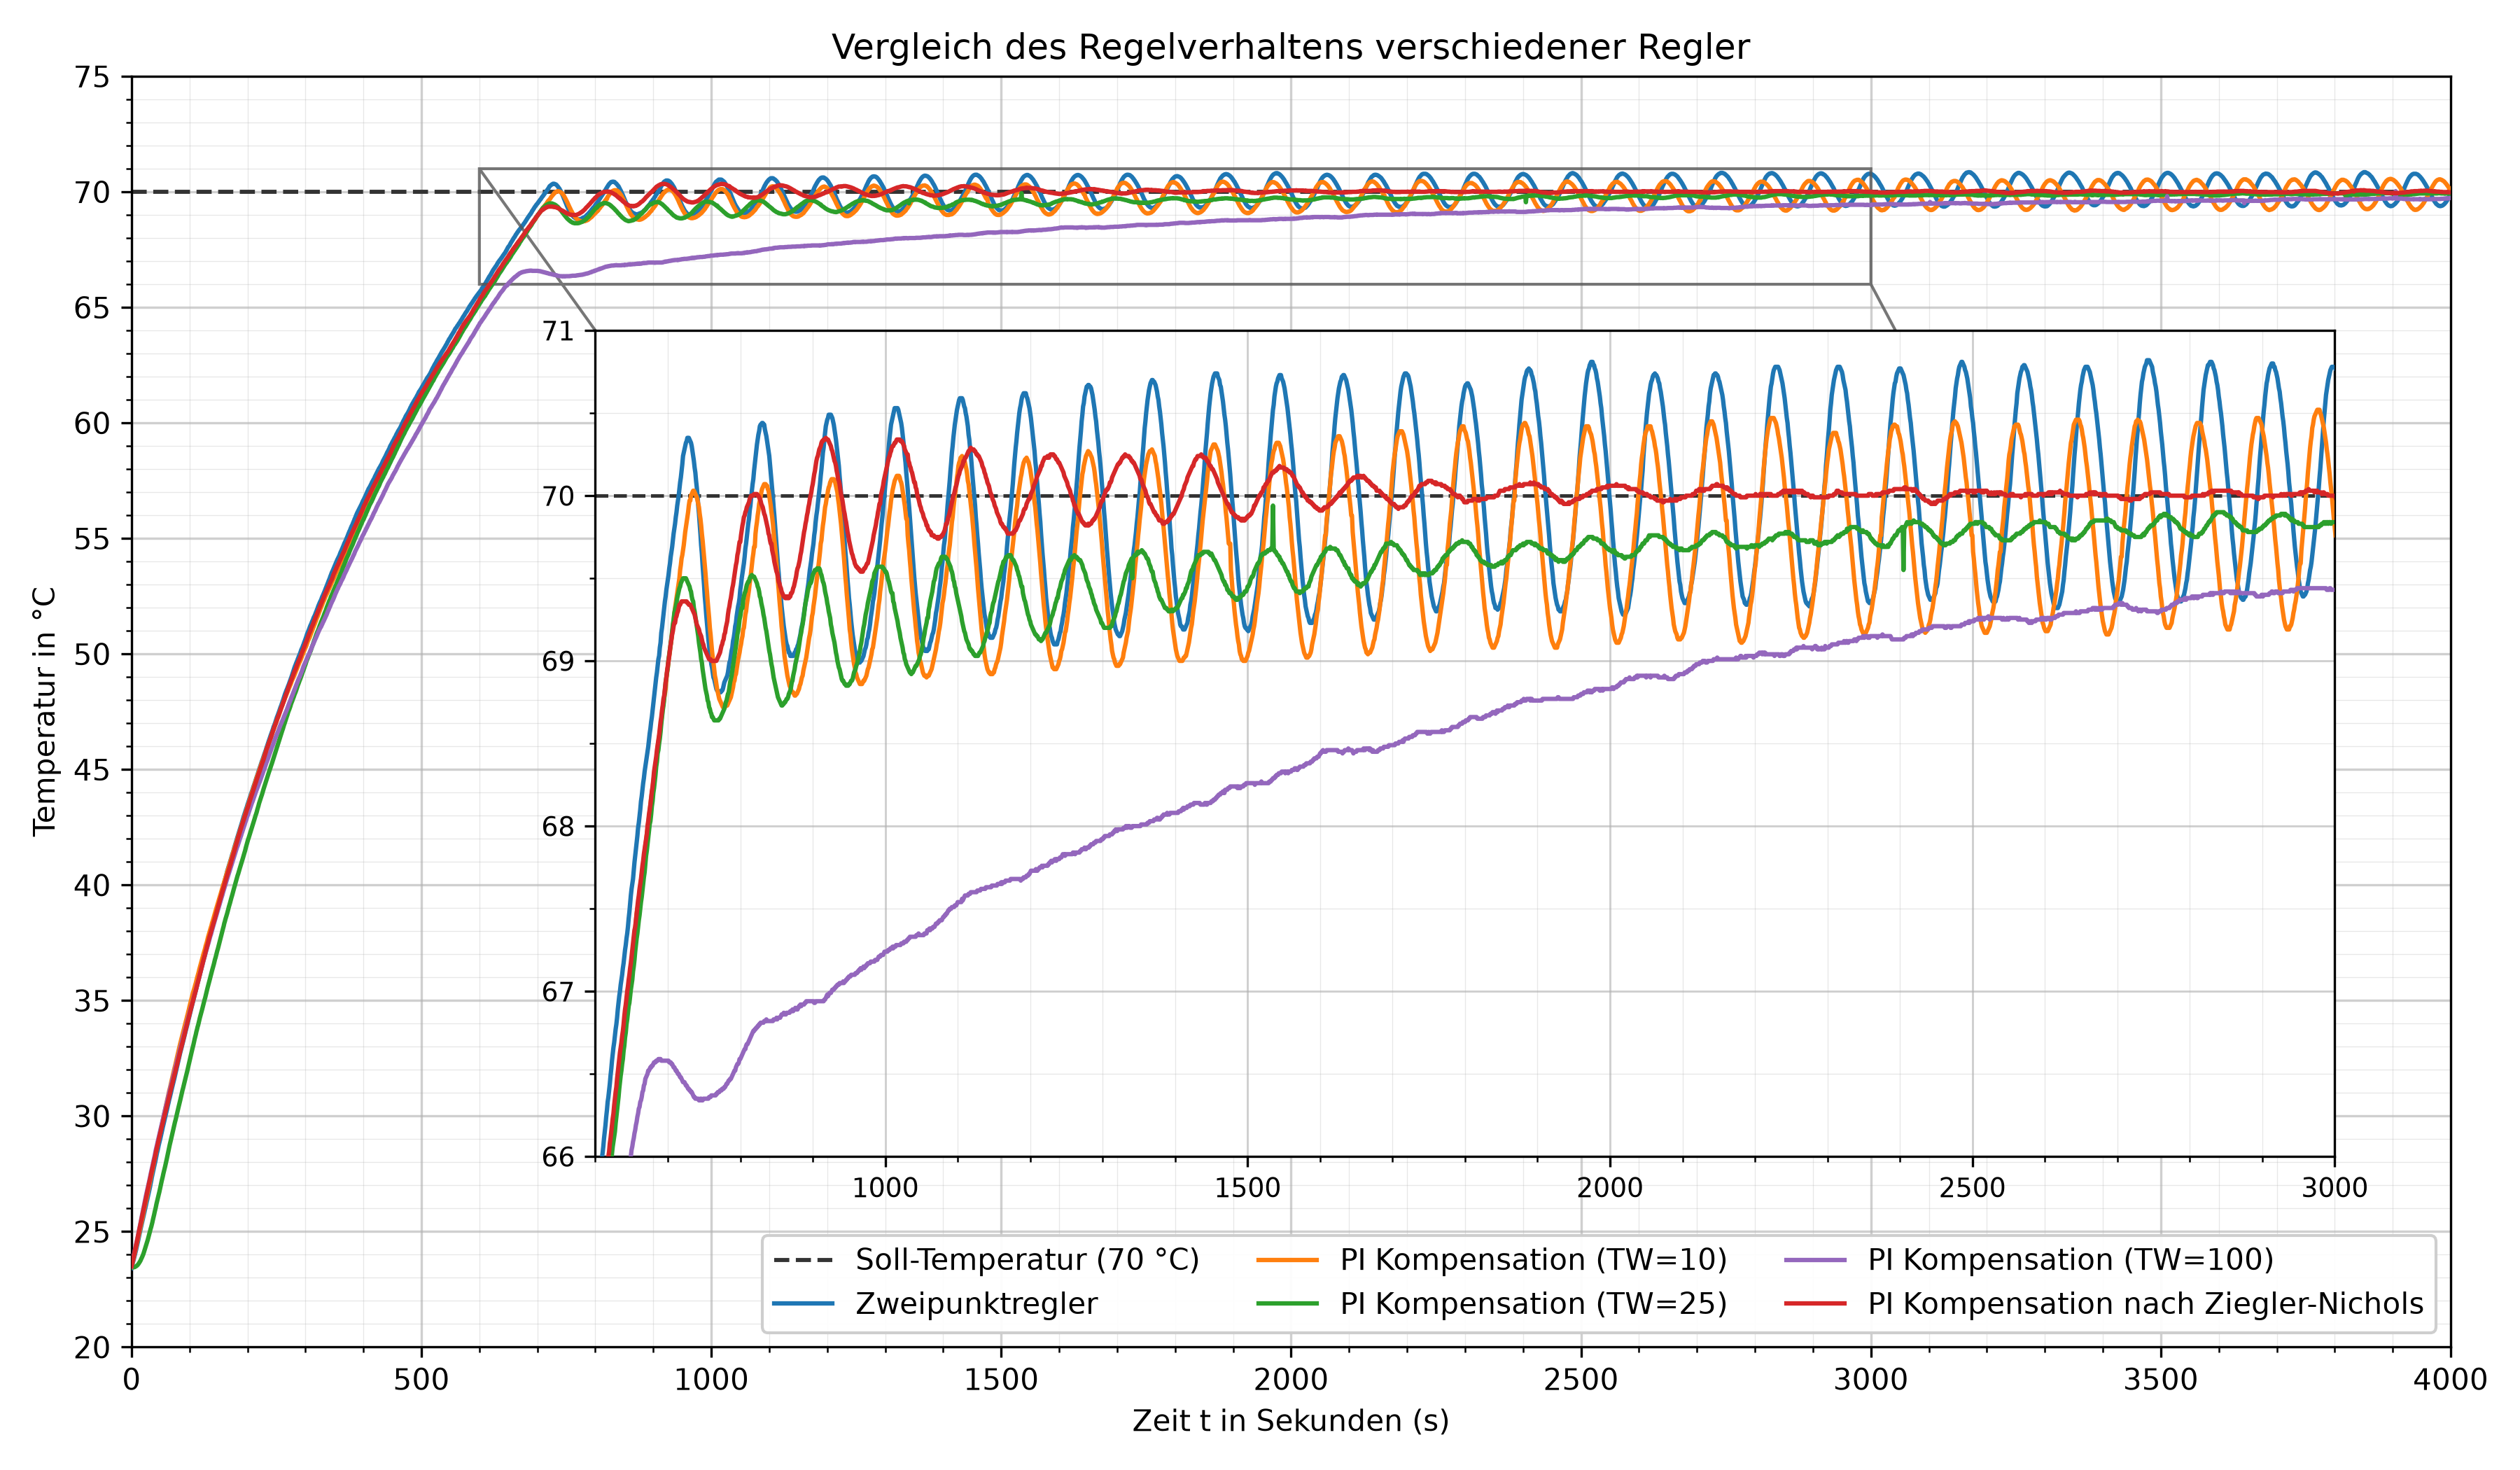 Vergleich des Regelverhaltens verschiedener Regler
75
70
65
60
55
50
45
40
35
30
25
20
Temperatur in °C
71
70
69
68
67
66
1000 1500 2000 2500 3000
Soll-Temperatur (70 °C) PI Kompensation (TW=10) PI Kompensation (TW=100)
Zweipunktregler PI Kompensation (TW=25) PI Kompensation nach Ziegler-Nichols
0 500 1000 1500 2000 2500 3000 3500 4000
Zeit t in Sekunden (s)